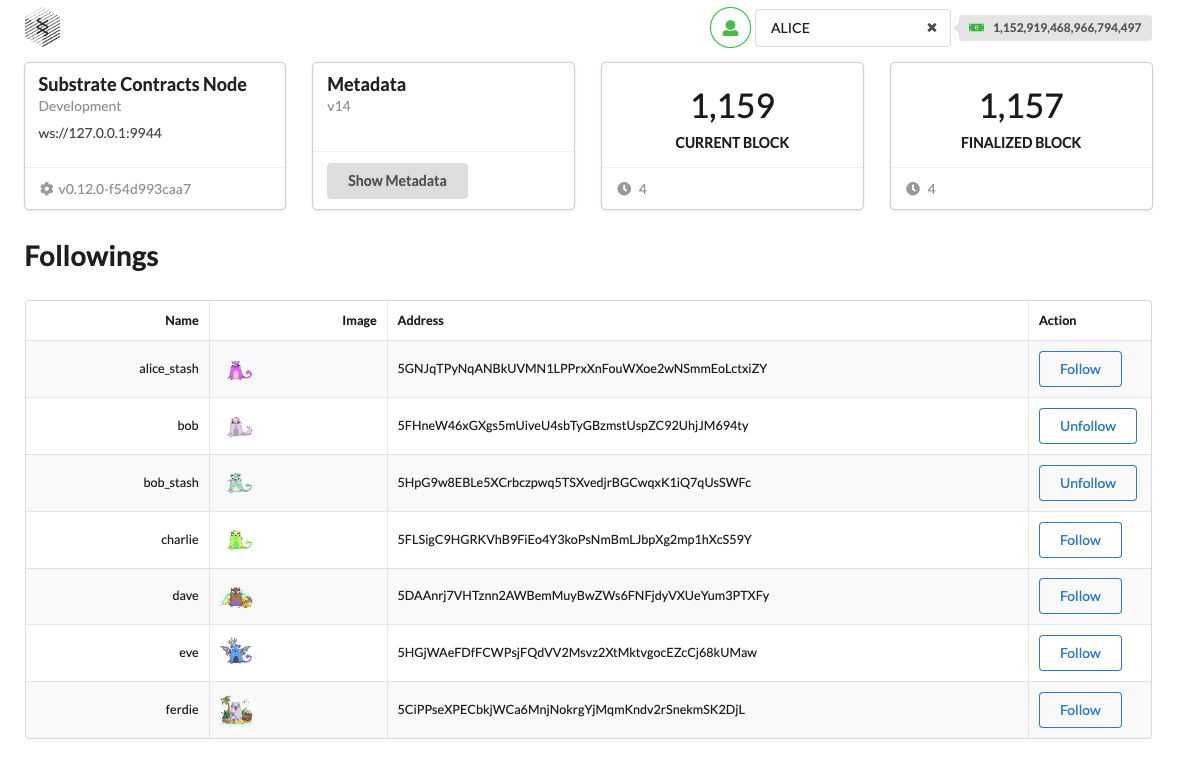 ALICE
1,152,919,468,966,794,497
Substrate Contracts Node
Development
ws://127.0.0.1:9944
v0.12.0-f54d993caa7
Metadata
v14
Show Metadata
1,159
CURRENT BLOCK
4
1,157
FINALIZED BLOCK
4
Followings
Name Image Address Action
alice_stash 5GNJqTPyNqANBkUVMN1LPPrxXnFouWXoe2wNSmmEoLctxiZY Follow
bob 5FHneW46xGXgs5mUiveU4sbTyGBzmstUspZC92UhjJM694ty Unfollow
bob_stash 5HpG9w8EBLe5XCrbczpwq5TSXvedjrBGCwqxK1iQ7qUsSWFc Unfollow
charlie 5FLSigC9HGRKVhB9FiEo4Y3koPsNmBmLJbpXg2mp1hXcS59Y Follow
dave 5DAAnrj7VHTznn2AWBemMuyBwZWs6FNFjdyVXUeYum3PTXFy Follow
eve 5HGjWAeFDfFCWPsjFQdVV2Msvz2XtMktvgocEZcCj68kUMaw Follow
ferdie 5CiPPseXPECbkjWCa6MnjNokrgYjMqmKndv2rSnekmSK2DjL Follow